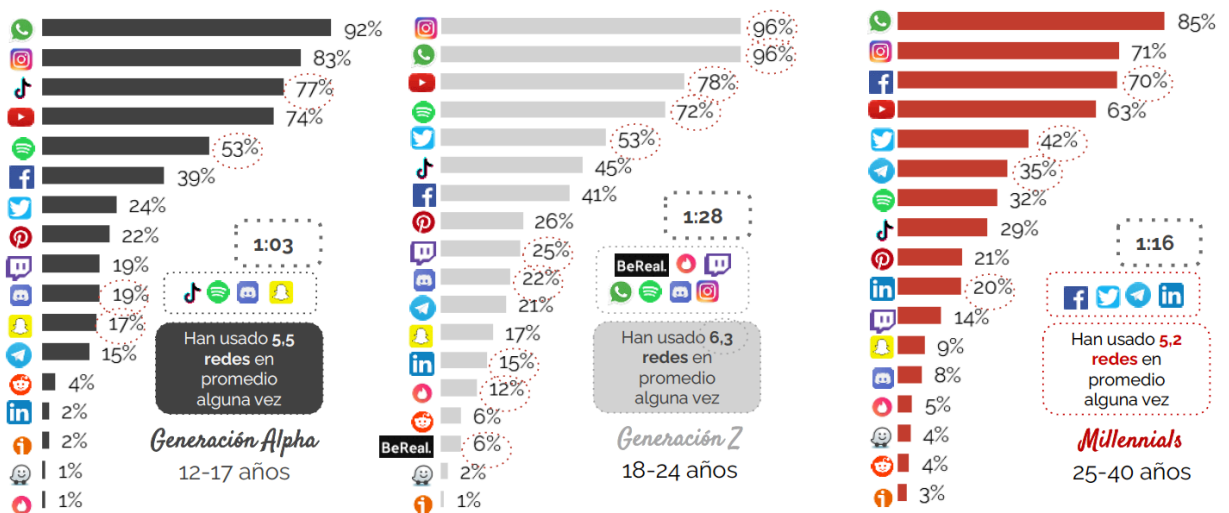 92%
83%
77%
74%
53%
39%
24%
22%
19%
19%
17%
15%
4%
2%
2%
1%
1%
1:03
Han usado 5,5
redes en
promedio
alguna vez
Generación Alpha
12-17 años
96%
96%
78%
72%
53%
45%
41%
26%
25%
22%
21%
17%
15%
12%
6%
BeReal. 6%
2%
1%
1:28
BeReal.
Han usado 6,3
redes en
promedio
alguna vez
Generación Z
18-24 años
85%
71%
70%
63%
42%
35%
32%
29%
21%
20%
14%
9%
8%
5%
4%
4%
3%
1:16
Han usado 5,2
redes en
promedio
alguna vez
Millennials
25-40 años